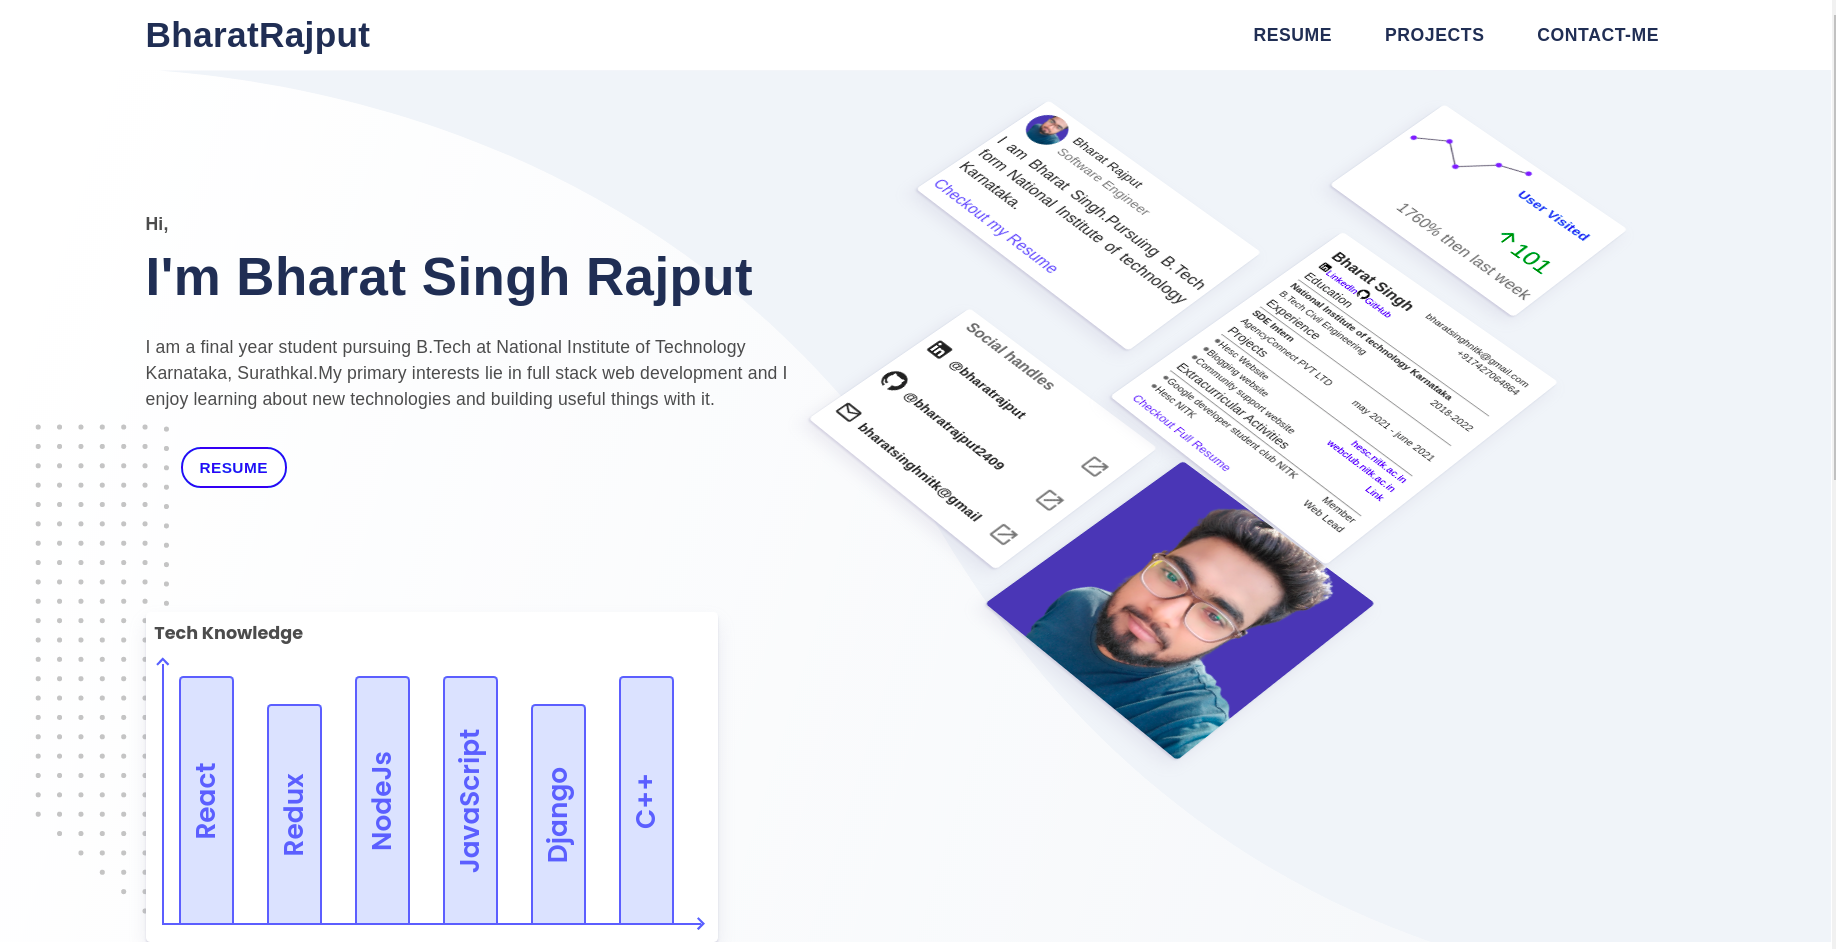 BharatRajput
RESUME
PROJECTS
CONTACT-ME
Hi,
I'm Bharat Singh Rajput
I am a final year student pursuing B.Tech at National Institute of Technology
Karnataka, Surathkal.My primary interests lie in full stack web development and I
enjoy learning about new technologies and building useful things with it.
RESUME
Tech Knowledge
React
Redux
NodeJs
JavaScript
Django
C++
Bharat Rajput
Software Engineer
I am Bharat Singh.Pursuing B.Tech
form National Institute of technology
Karnataka.
Checkout my Resume
User Visited
101
1760% then last week
Social handles
@bharatrajput
@bharatrajput2409
bharatsinghnitk@gmail
Bharat Singh
LinkedIn GitHub
bharatsinghnitk@gmail.com
+917427064864
Education
National Institute of technology Karnataka
B.Tech Civil Engineering
2018-2022
Experience
SDE Intern
AgencyConnect PVT LTD
may 2021 - june 2021
Projects
Hesc Website
hesc.nitk.ac.in
Blogging website
webclub.nitk.ac.in
Community support website
Link
Extracurricular Activities
Google developer student club NITK
Member
Hesc NITK
Web Lead
Checkout Full Resume